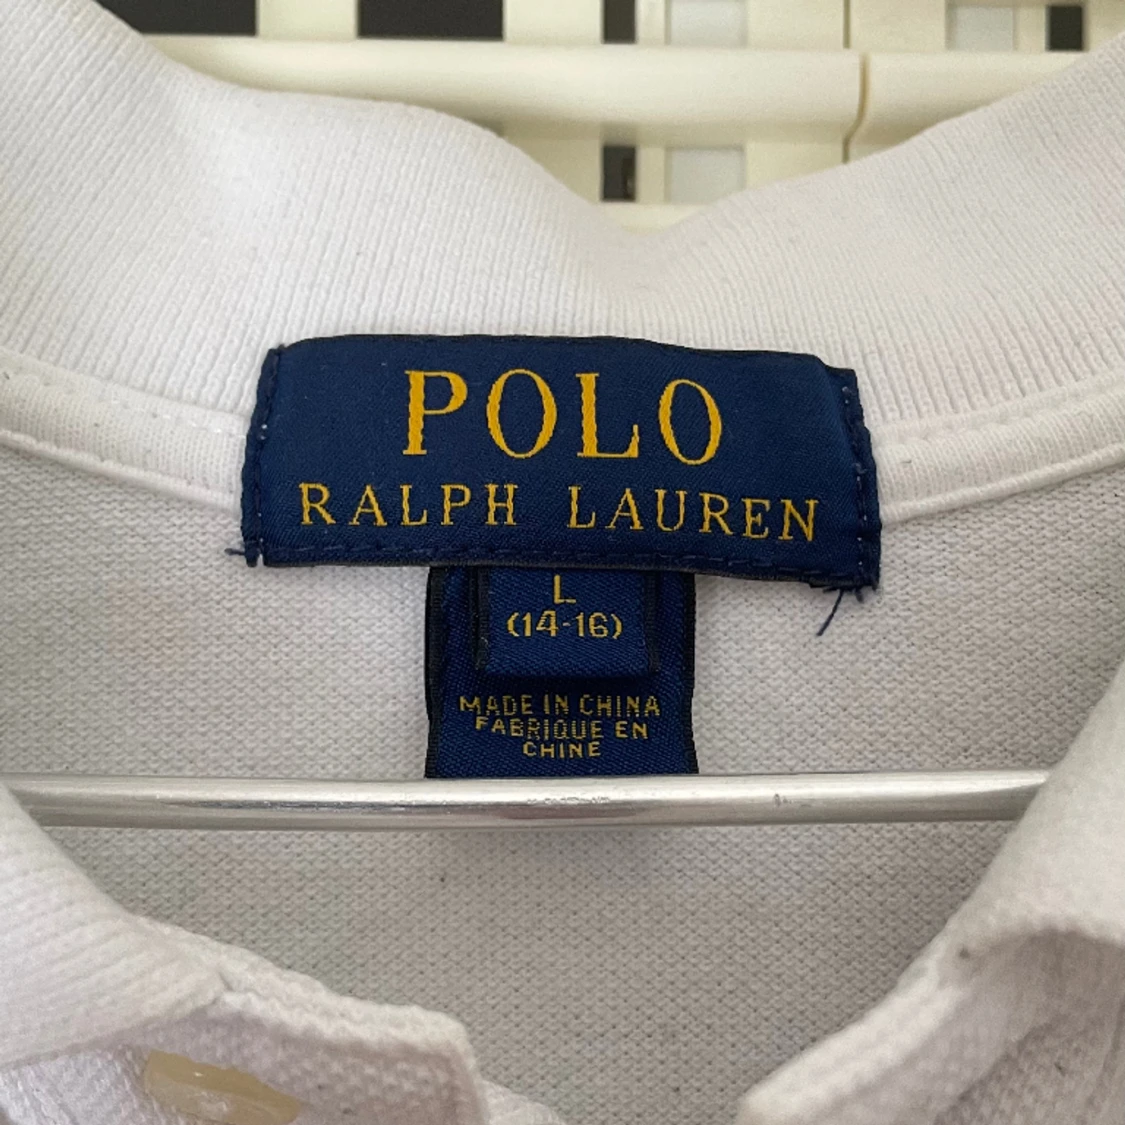 POLO
RALPH LAUREN
L
(14-16)
MADE IN CHINA
FABRIQUE EN
CHINE